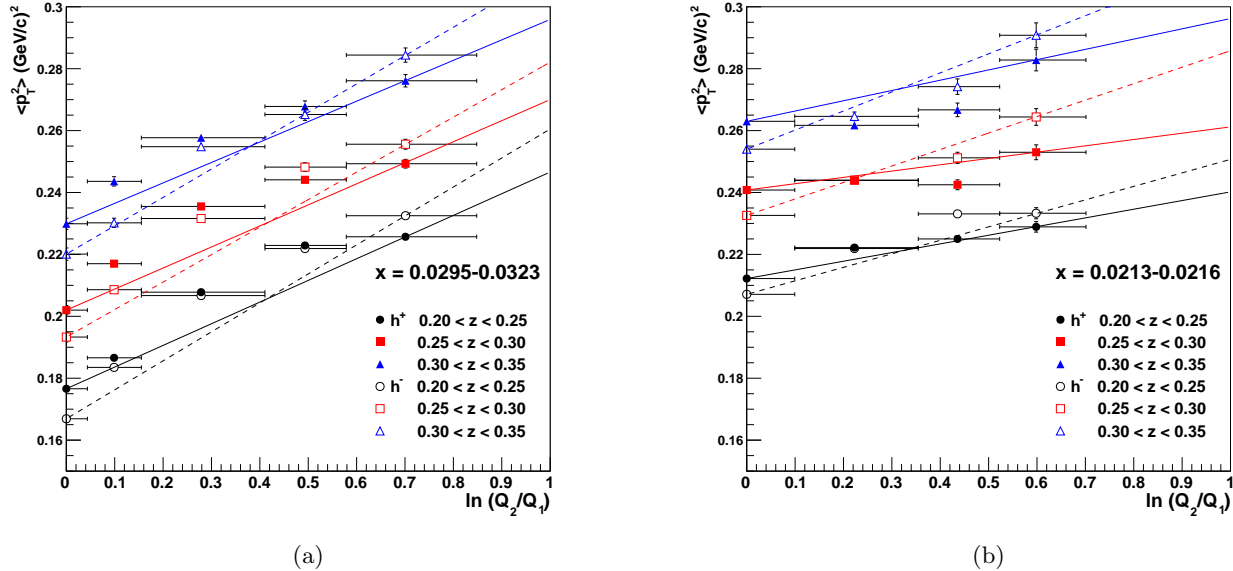 <p_T^2> (GeV/c)^2
0.3
0.28
0.26
0.24
0.22
0.2
0.18
0.16
x = 0.0295-0.0323
h^+ 0.20 < z < 0.25
0.25 < z < 0.30
0.30 < z < 0.35
h^- 0.20 < z < 0.25
0.25 < z < 0.30
0.30 < z < 0.35
0 0.1 0.2 0.3 0.4 0.5 0.6 0.7 0.8 0.9 1
ln (Q_2/Q_1)
(a)
<p_T^2> (GeV/c)^2
0.3
0.28
0.26
0.24
0.22
0.2
0.18
0.16
x = 0.0213-0.0216
h^+ 0.20 < z < 0.25
0.25 < z < 0.30
0.30 < z < 0.35
h^- 0.20 < z < 0.25
0.25 < z < 0.30
0.30 < z < 0.35
0 0.1 0.2 0.3 0.4 0.5 0.6 0.7 0.8 0.9 1
ln (Q_2/Q_1)
(b)